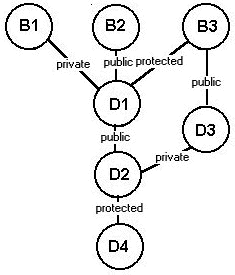 B1 B2 B3
private public protected
public
D1
D3
public
private
D2
protected
D4